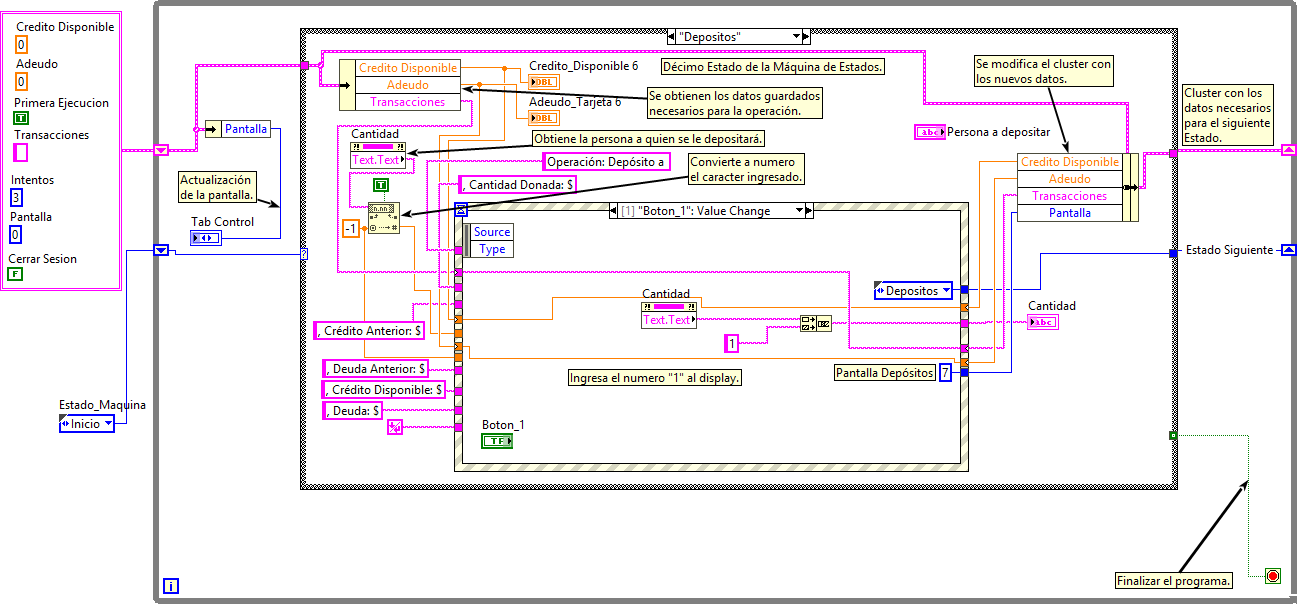 Credito Disponible
0
Adeudo
0
Primera Ejecucion
T
Transacciones
Intentos
3
Pantalla
0
Cerrar Sesion
F
Estado_Maquina
Inicio
Pantalla
Actualización
de la pantalla.
Tab Control
"Depositos"
Credito Disponible
Adeudo
Transacciones
Credito_Disponible 6
DBL
Adeudo_Tarjeta 6
DBL
Décimo Estado de la Máquina de Estados.
Se obtienen los datos guardados
necesarios para la operación.
Se modifica el cluster con
los nuevos datos.
Cluster con los
datos necesarios
para el siguiente
Estado.
Cantidad
Text.Text
Obtiene la persona a quien se le depositará.
abc
Persona a depositar
Operación: Depósito a
Convierte a numero
el caracter ingresado.
, Cantidad Donada: $
T
n.nn
-1
Credito Disponible
Adeudo
Transacciones
Pantalla
[1] "Boton_1": Value Change
Source
Type
Estado Siguiente
Depositos
Cantidad
Text.Text
1
Cantidad
abc
, Crédito Anterior: $
, Deuda Anterior: $
, Crédito Disponible: $
, Deuda: $
Ingresa el numero "1" al display.
Pantalla Depósitos
7
Boton_1
TF
Finalizar el programa.
i